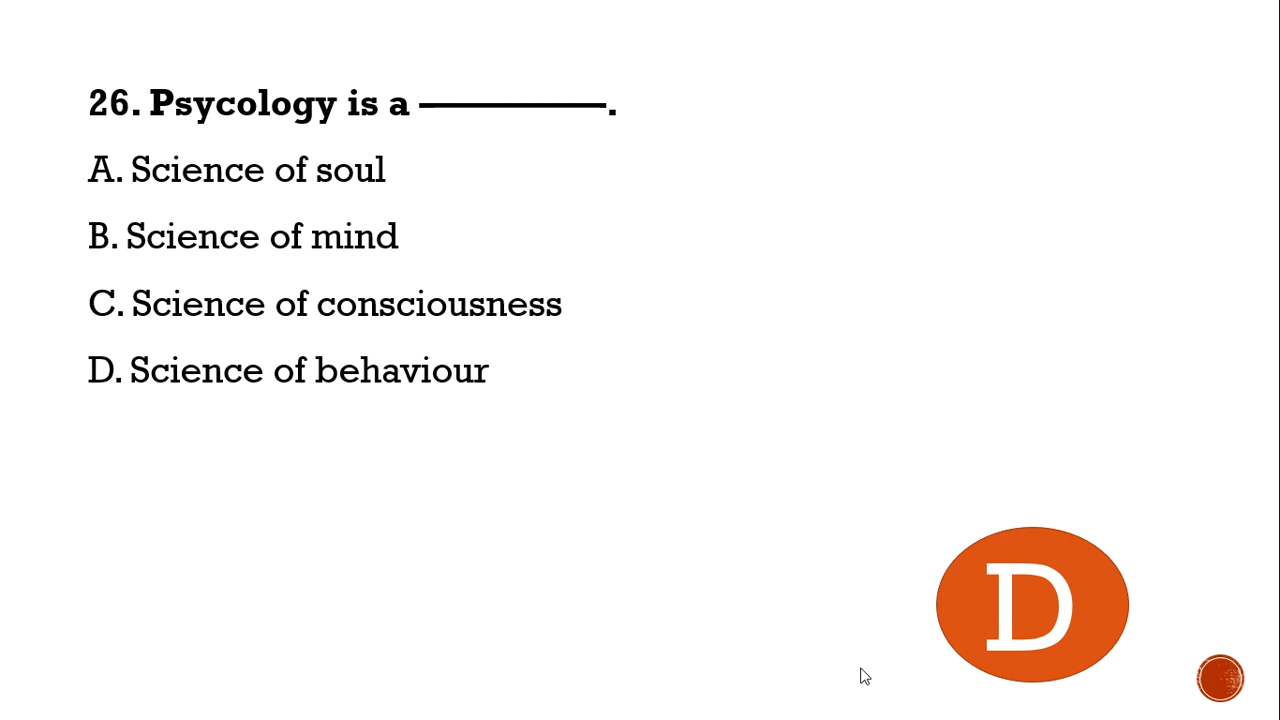 26. Psycology is a —————.
A. Science of soul
B. Science of mind
C. Science of consciousness
D. Science of behaviour
D